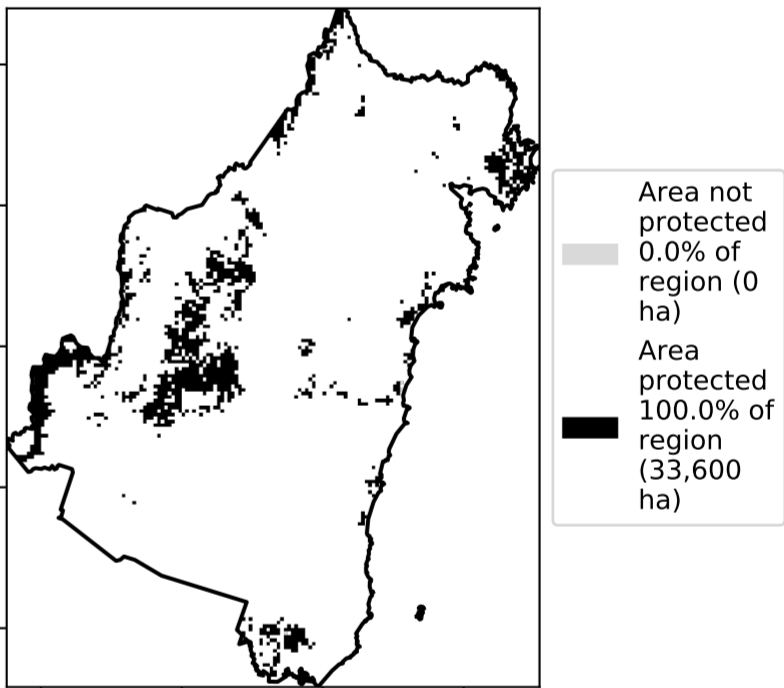 Area not
protected
0.0% of
region (0
ha)
Area
protected
100.0% of
region
(33,600
ha)